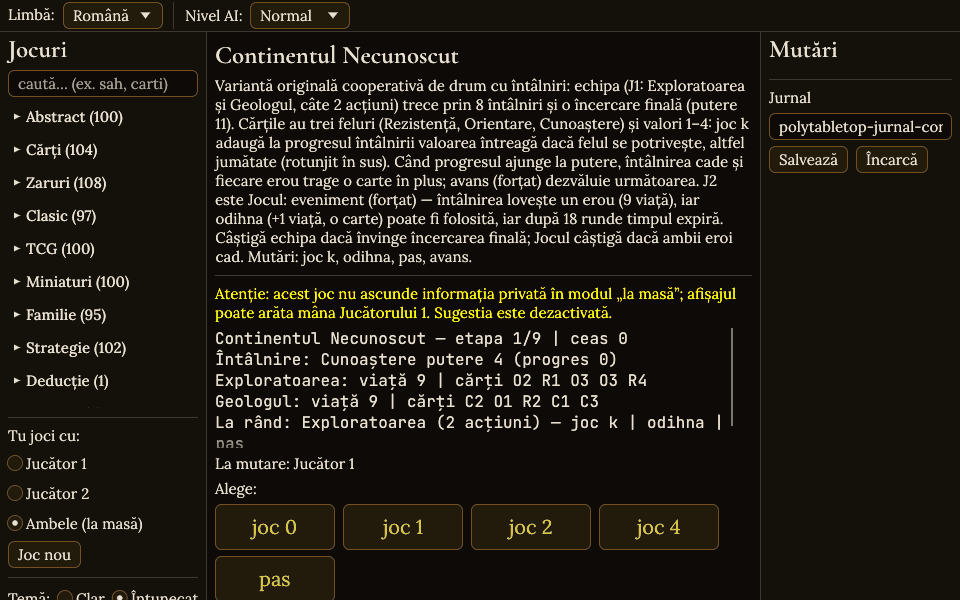 Limbă: Română ▼ Nivel AI: Normal ▼
Jocuri
caută... (ex. sah, carti)
▸ Abstract (100)
▸ Cărți (104)
▸ Zaruri (108)
▸ Clasic (97)
▸ TCG (100)
▸ Miniaturi (100)
▸ Familie (95)
▸ Strategie (102)
▸ Deducție (1)
Tu joci cu:
Jucător 1
Jucător 2
Ambele (la masă)
Joc nou
Temă: Clar Întunecat
Continentul Necunoscut
Variantă originală cooperativă de drum cu întâlniri: echipa (J1: Exploratoarea
și Geologul, câte 2 acțiuni) trece prin 8 întâlniri și o încercare finală (putere
11). Cărțile au trei feluri (Rezistență, Orientare, Cunoaștere) și valori 1–4: joc k
adaugă la progresul întâlnirii valoarea întreagă dacă felul se potrivește, altfel
jumătate (rotunjit în sus). Când progresul ajunge la putere, întâlnirea cade și
fiecare erou trage o carte în plus; avans (forțat) dezvăluie următoarea. J2
este Jocul: eveniment (forțat) — întâlnirea lovește un erou (9 viață), iar
odihna (+1 viață, o carte) poate fi folosită, iar după 18 runde timpul expiră.
Câștigă echipa dacă învinge încercarea finală; Jocul câștigă dacă ambii eroi
cad. Mutări: joc k, odihna, pas, avans.
Atenție: acest joc nu ascunde informația privată în modul „la masă”; afișajul
poate arăta mâna Jucătorului 1. Sugestia este dezactivată.
Continentul Necunoscut — etapa 1/9 | ceas 0
Întâlnire: Cunoaștere putere 4 (progres 0)
Exploratoarea: viață 9 | cărți O2 R1 O3 O3 R4
Geologul: viață 9 | cărți C2 O1 R2 C1 C3
La rând: Exploratoarea (2 acțiuni) — joc k | odihna |
pas
La mutare: Jucător 1
Alege:
joc 0 joc 1 joc 2 joc 4
pas
Mutări
Jurnal
polytabletop-jurnal-cor
Salvează Încarcă